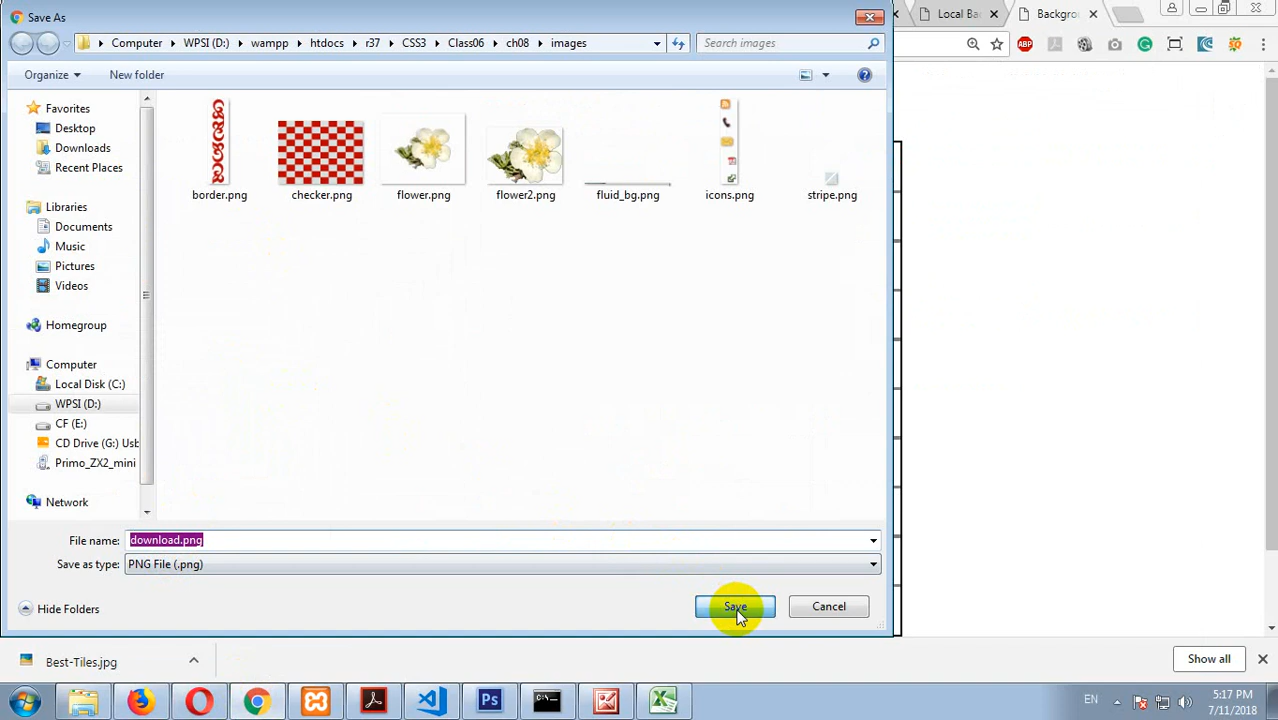 Save As
Local Ba
Backgro
Computer
WPSI (D:)
wampp
htdocs
r37
CSS3
Class06
ch08
images
Search images
ABP
Organize
New folder
Favorites
Desktop
Downloads
Recent Places
Libraries
Documents
Music
Pictures
Videos
Homegroup
Computer
Local Disk (C:)
WPSI (D:)
CF (E:)
CD Drive (G:) Usb
Primo_ZX2_mini
Network
border.png
checker.png
flower.png
flower2.png
fluid_bg.png
icons.png
stripe.png
File name: download.png
Save as type: PNG File (.png)
Hide Folders
Save
Cancel
Best-Tiles.jpg
Show all
Ps
EN
5:17 PM
7/11/2018